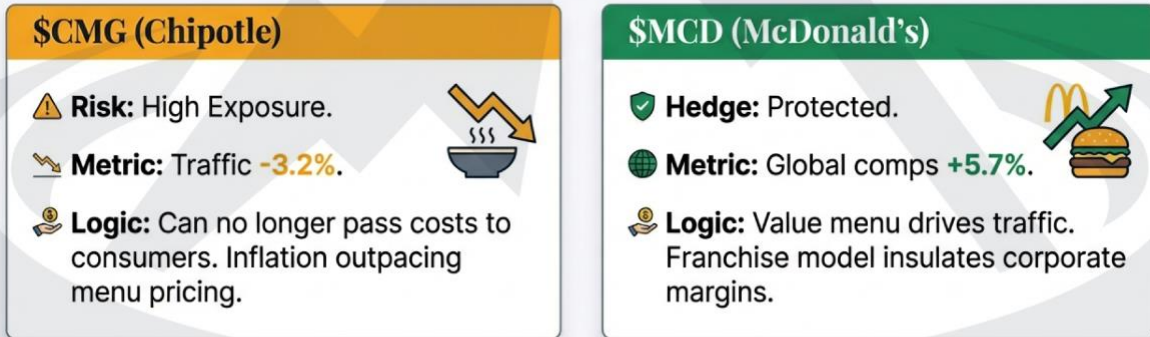 $CMG (Chipotle)
Risk: High Exposure.
Metric: Traffic -3.2%.
Logic: Can no longer pass costs to
consumers. Inflation outpacing
menu pricing.
$MCD (McDonald's)
Hedge: Protected.
Metric: Global comps +5.7%.
Logic: Value menu drives traffic.
Franchise model insulates corporate
margins.